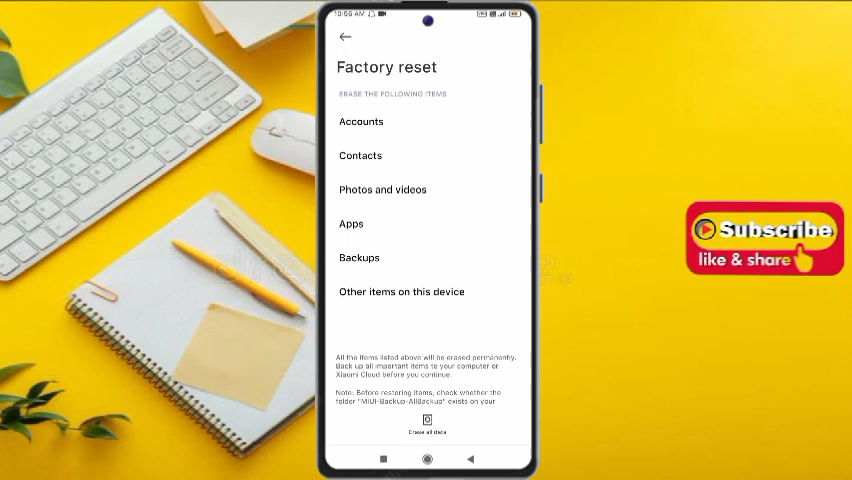 10:56 AM
Factory reset
ERASE THE FOLLOWING ITEMS
Accounts
Contacts
Photos and videos
Apps
Backups
Other items on this device
All the items listed above will be erased permanently.
Back up all important items to your computer or
Xiaomi Cloud before you continue.
Note: Before restoring items, check whether the
folder "MIUI-Backup-AllBackup" exists on your
Erase all data
Subscribe
like & share